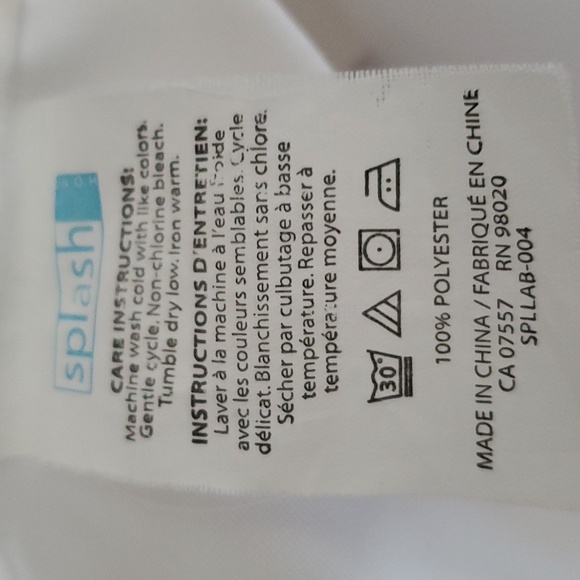 splash
CARE INSTRUCTIONS:
Machine wash cold with like colors.
Gentle cycle. Non-chlorine bleach.
Tumble dry low. Iron warm.
INSTRUCTIONS D'ENTRETIEN:
Laver à la machine à l'eau froide
avec les couleurs semblables. Cycle
délicat. Blanchissement sans chlore.
Sécher par culbutage à basse
température. Repasser à
température moyenne.
30°
100% POLYESTER
MADE IN CHINA / FABRIQUÉ EN CHINE
CA 07557 RN 98020
SPLLAB-004